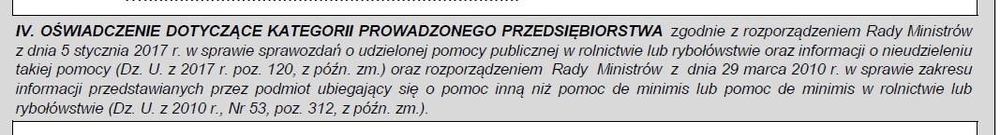 IV. OŚWIADCZENIE DOTYCZĄCE KATEGORII PROWADZONEGO PRZEDSIĘBIORSTWA zgodnie z rozporządzeniem Rady Ministrów
z dnia 5 stycznia 2017 r. w sprawie sprawozdań o udzielonej pomocy publicznej w rolnictwie lub rybołówstwie oraz informacji o nieudzieleniu
takiej pomocy (Dz. U. z 2017 r. poz. 120, z późn. zm.) oraz rozporządzeniem Rady Ministrów z dnia 29 marca 2010 r. w sprawie zakresu
informacji przedstawianych przez podmiot ubiegający się o pomoc inną niż pomoc de minimis lub pomoc de minimis w rolnictwie lub
rybołówstwie (Dz. U. z 2010 r., Nr 53, poz. 312, z późn. zm.).